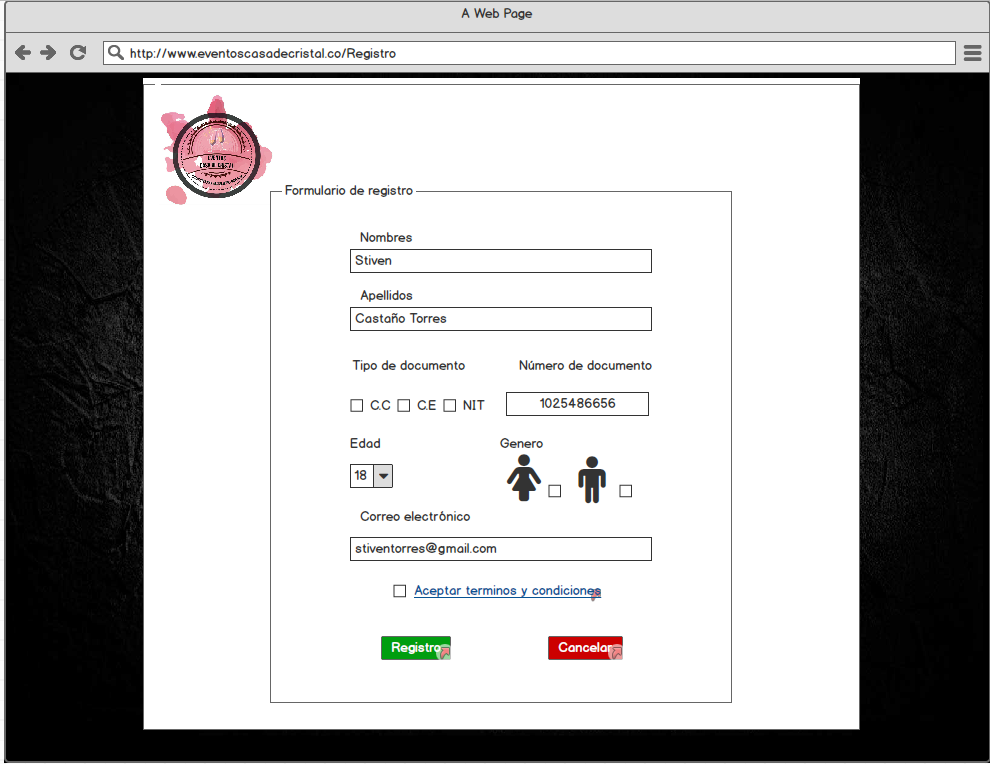 A Web Page
http://www.eventoscasadecristal.co/Registro
EVENTOS
Formulario de registro
Nombres
Stiven
Apellidos
Castaño Torres
Tipo de documento Número de documento
C.C C.E NIT 1025486656
Edad Genero
18
Correo electrónico
stiventorres@gmail.com
Aceptar terminos y condiciones
Registro Cancelar